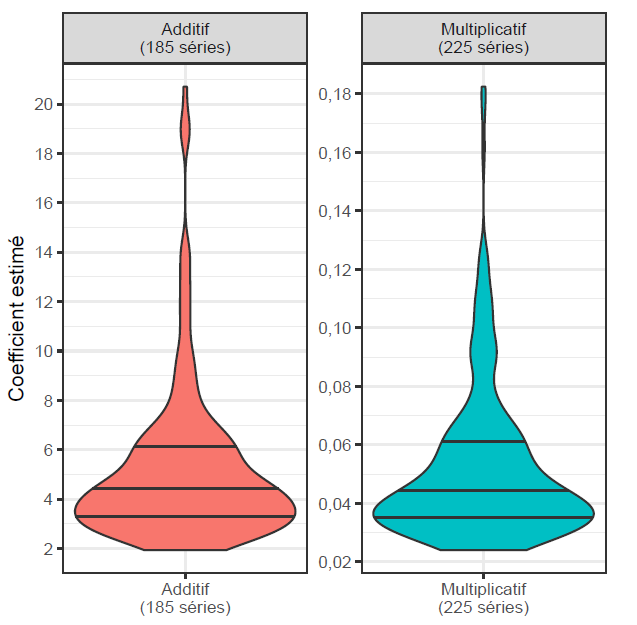 Additif
(185 séries)
Multiplicatif
(225 séries)
Coefficient estimé
20
18
16
14
12
10
8
6
4
2
0,18
0,16
0,14
0,12
0,10
0,08
0,06
0,04
0,02
Additif
(185 séries)
Multiplicatif
(225 séries)